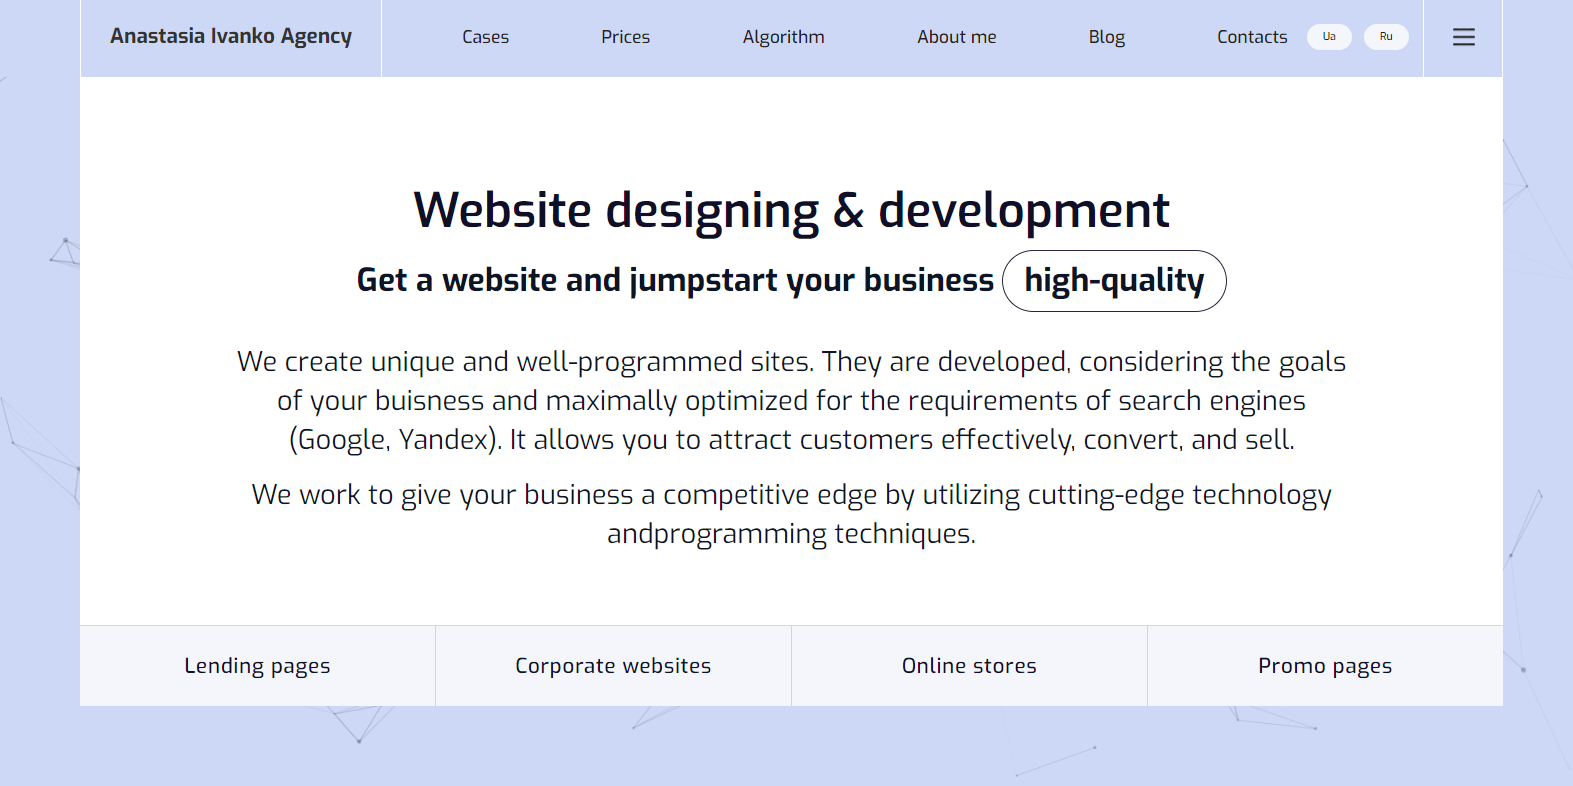 Anastasia Ivanko Agency
Cases Prices Algorithm About me Blog Contacts Ua Ru
Website designing & development
Get a website and jumpstart your business high-quality
We create unique and well-programmed sites. They are developed, considering the goals
of your buisness and maximally optimized for the requirements of search engines
(Google, Yandex). It allows you to attract customers effectively, convert, and sell.
We work to give your business a competitive edge by utilizing cutting-edge technology
andprogramming techniques.
Lending pages
Corporate websites
Online stores
Promo pages